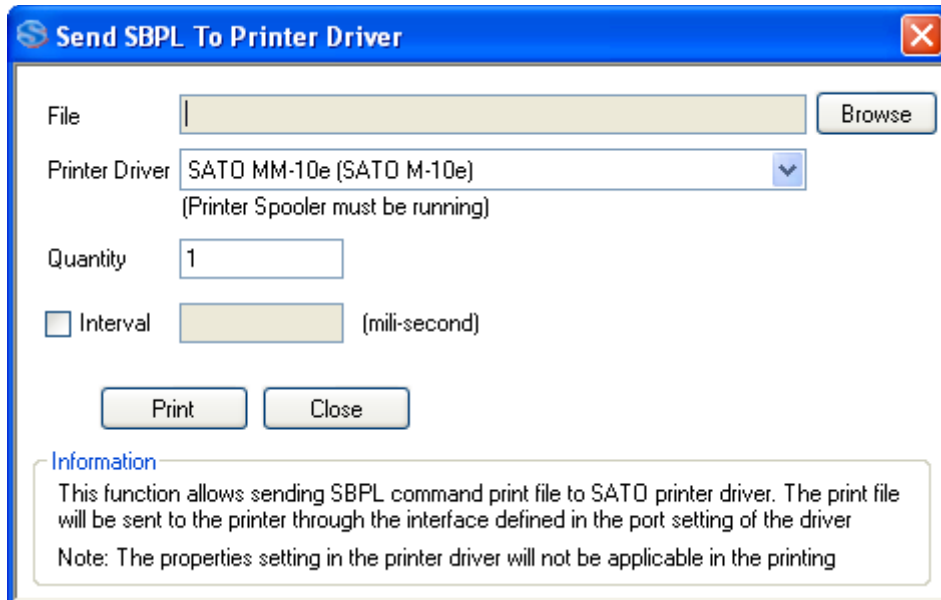 Send SBPL To Printer Driver
File
Browse
Printer Driver SATO MM-10e (SATO M-10e)
(Printer Spooler must be running)
Quantity 1
Interval (mili-second)
Print Close
Information
This function allows sending SBPL command print file to SATO printer driver. The print file
will be sent to the printer through the interface defined in the port setting of the driver
Note: The properties setting in the printer driver will not be applicable in the printing